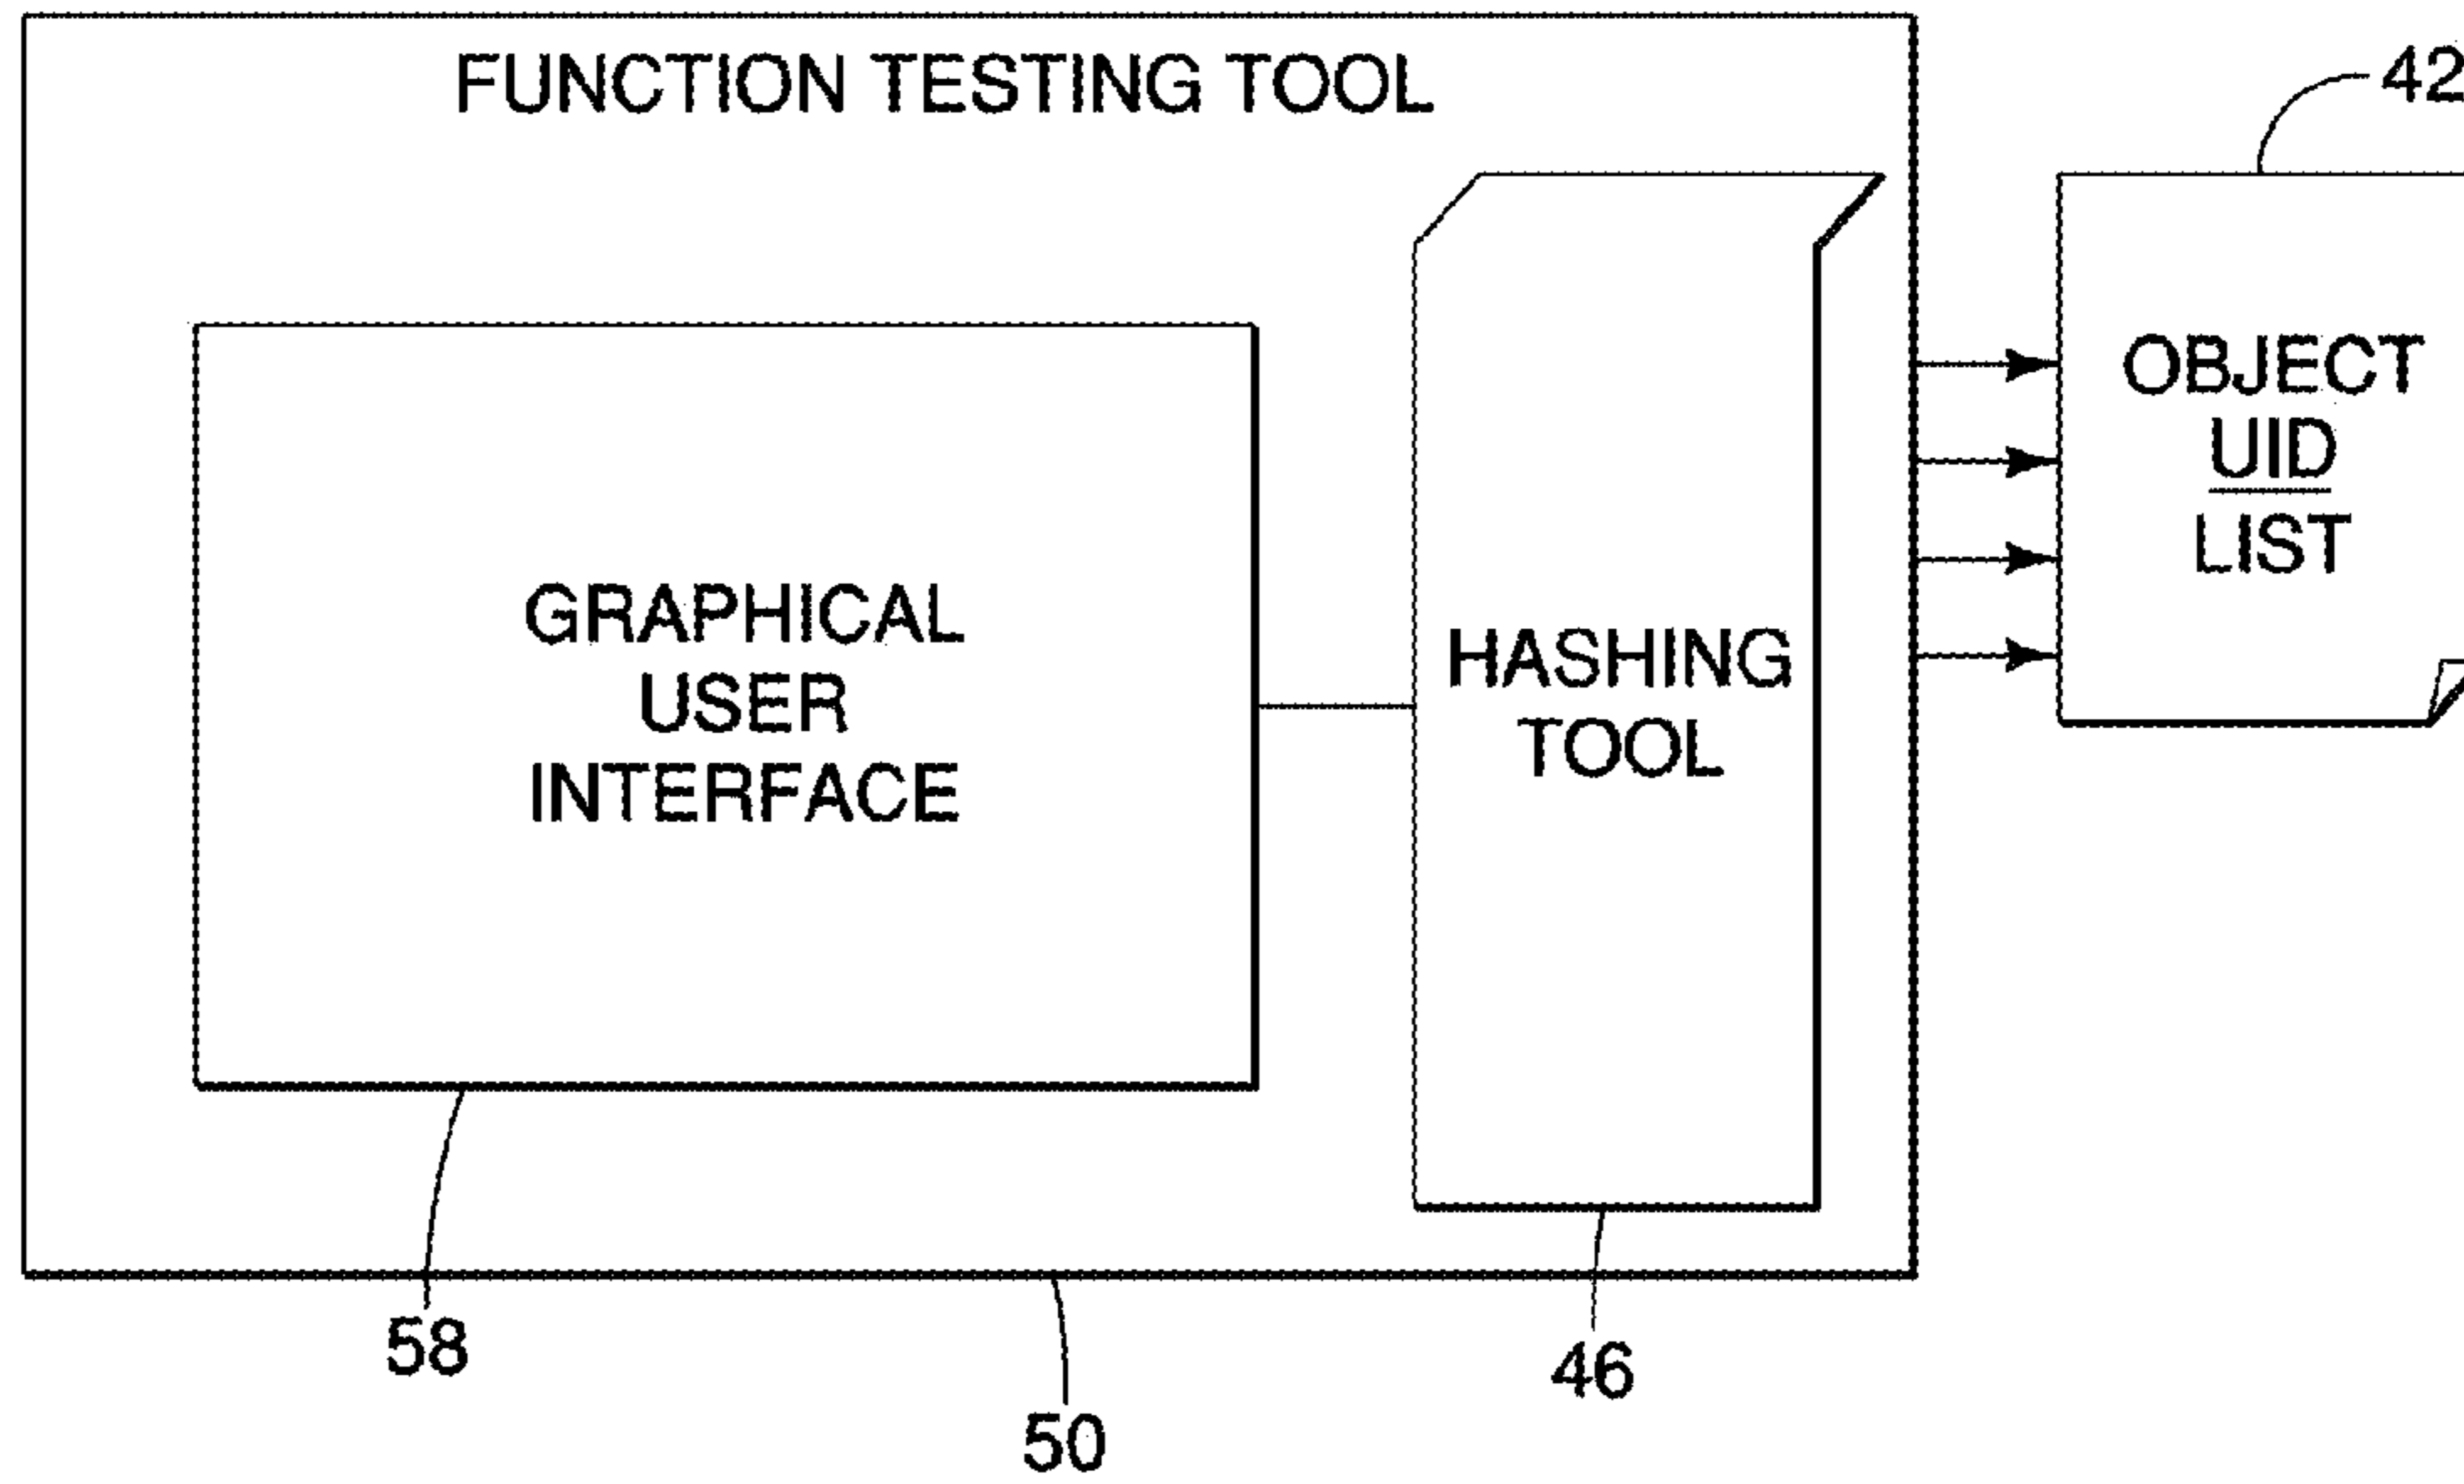 FUNCTION TESTING TOOL
42
OBJECT
UID
LIST
GRAPHICAL
USER
INTERFACE
HASHING
TOOL
58
50
46